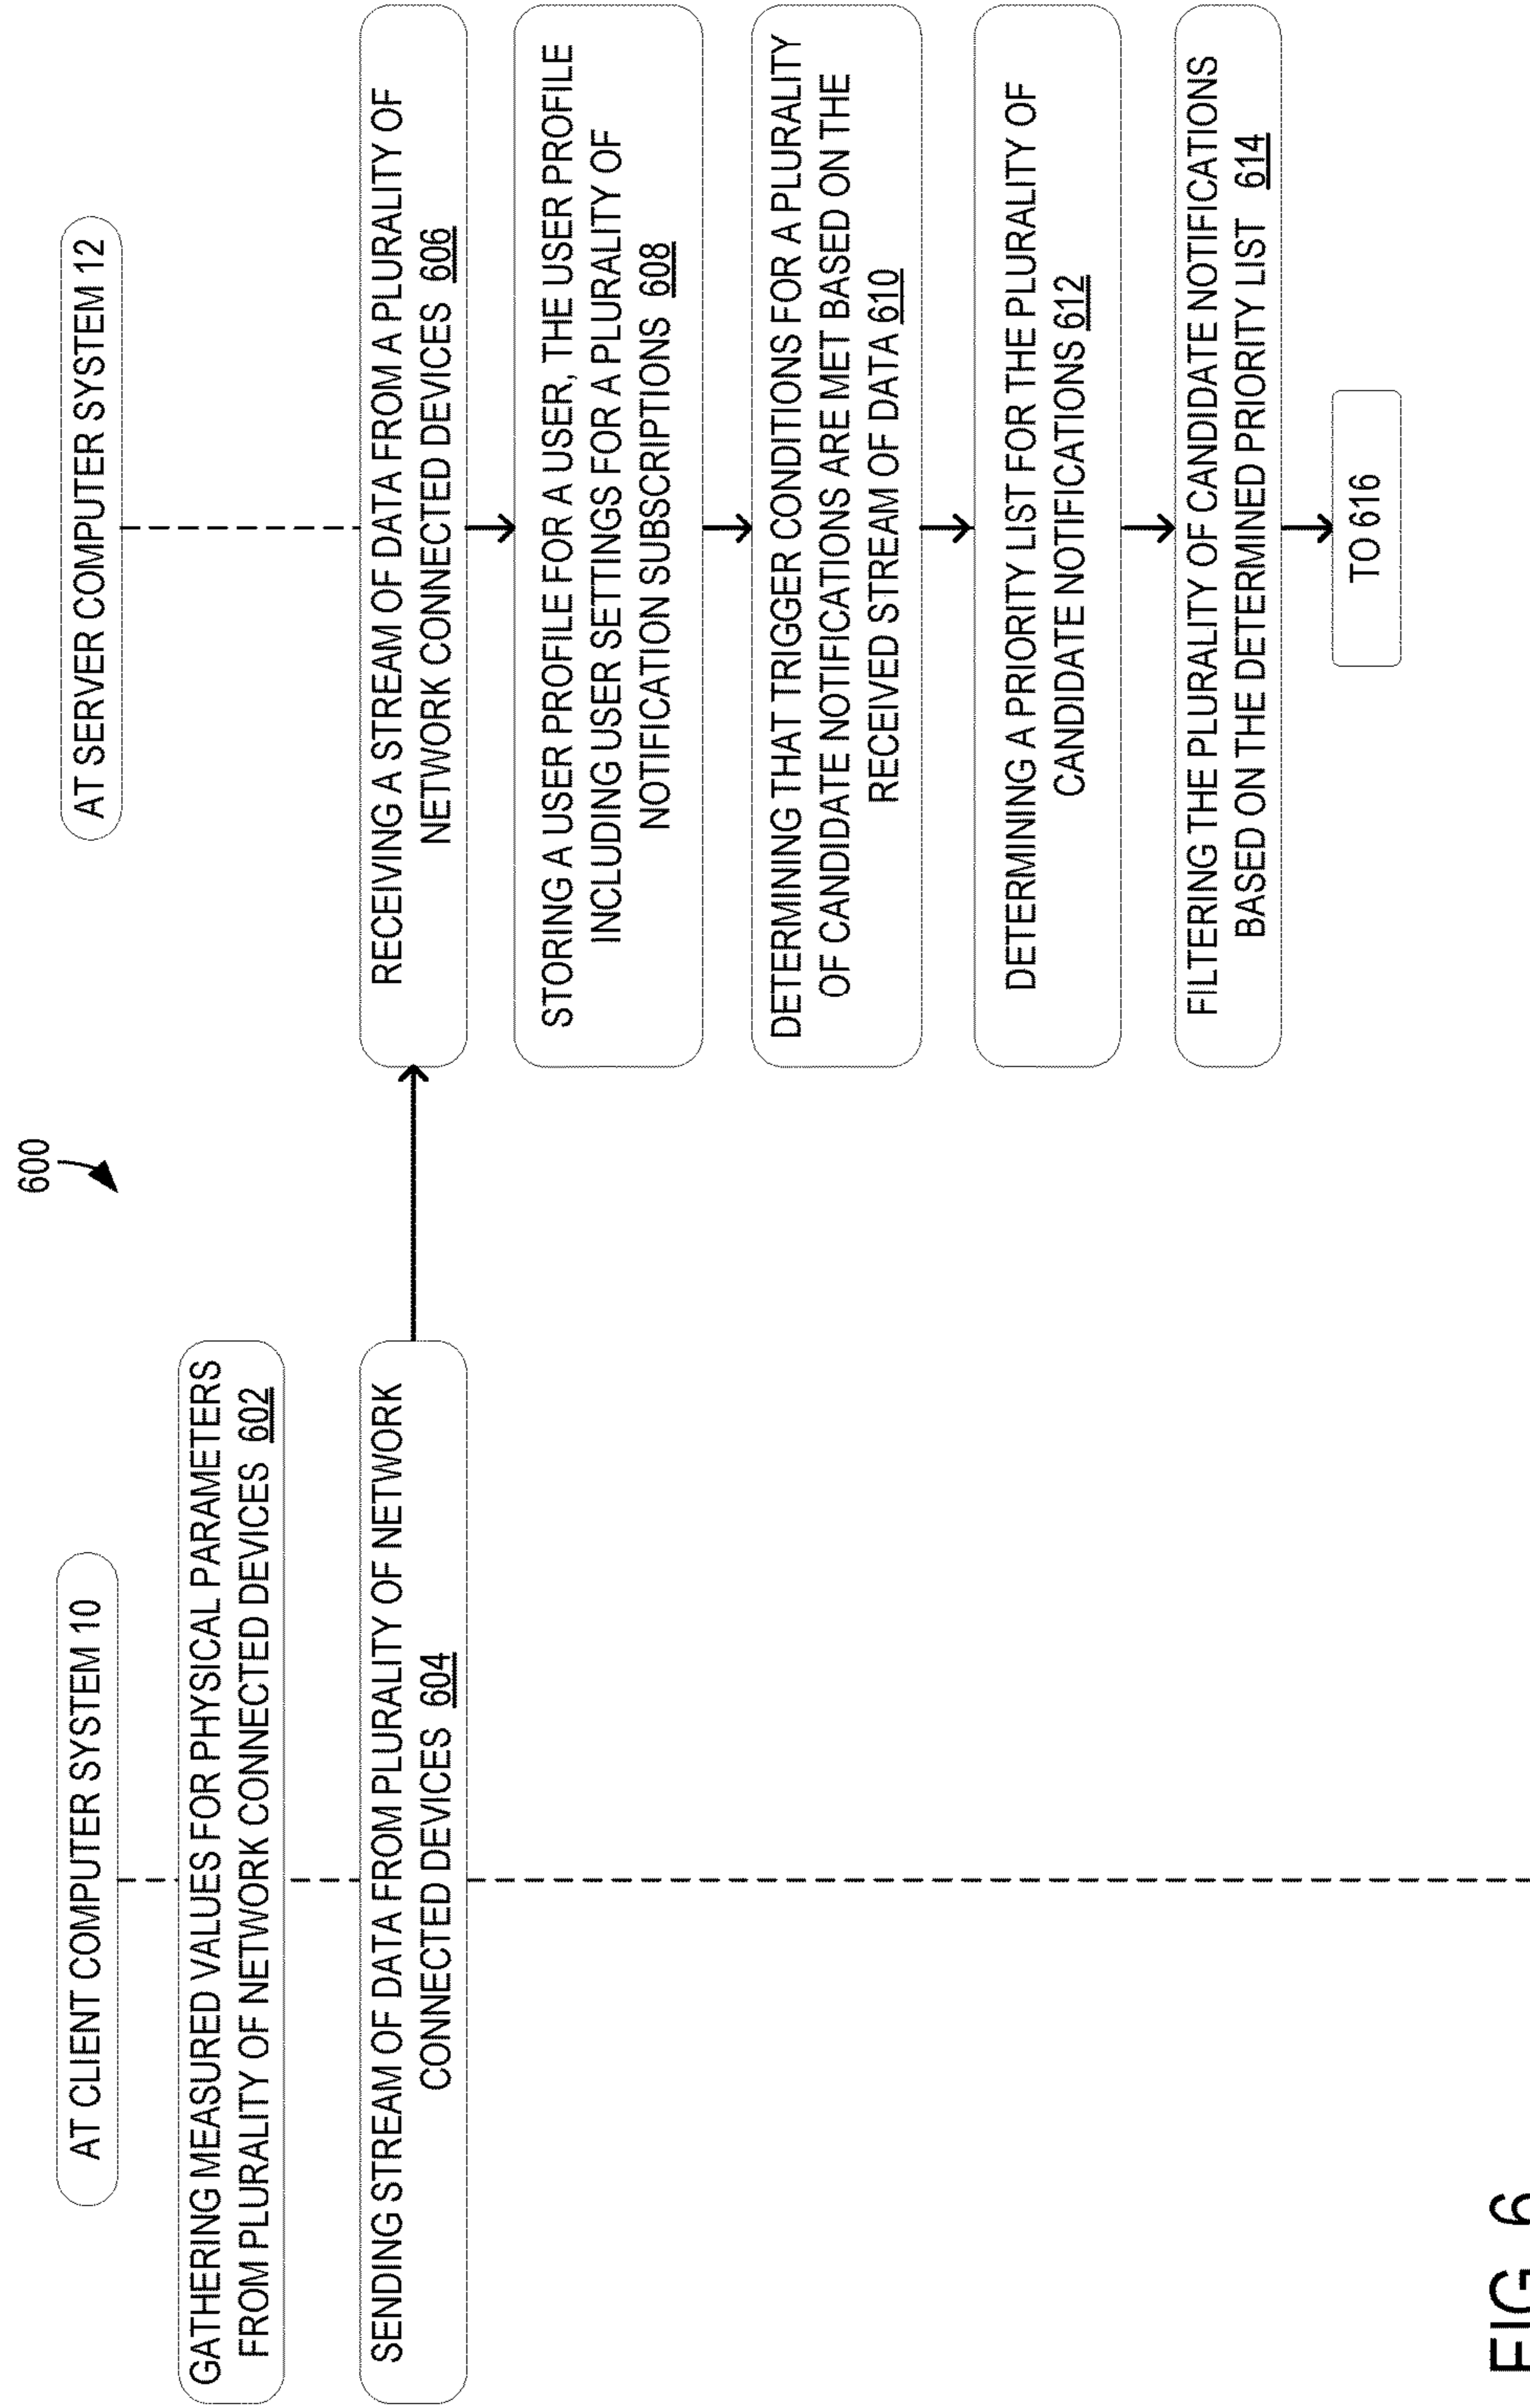 600
AT CLIENT COMPUTER SYSTEM 10
GATHERING MEASURED VALUES FOR PHYSICAL PARAMETERS
FROM PLURALITY OF NETWORK CONNECTED DEVICES 602
SENDING STREAM OF DATA FROM PLURALITY OF NETWORK
CONNECTED DEVICES 604
AT SERVER COMPUTER SYSTEM 12
RECEIVING A STREAM OF DATA FROM A PLURALITY OF
NETWORK CONNECTED DEVICES 606
STORING A USER PROFILE FOR A USER, THE USER PROFILE
INCLUDING USER SETTINGS FOR A PLURALITY OF
NOTIFICATION SUBSCRIPTIONS 608
DETERMINING THAT TRIGGER CONDITIONS FOR A PLURALITY
OF CANDIDATE NOTIFICATIONS ARE MET BASED ON THE
RECEIVED STREAM OF DATA 610
DETERMINING A PRIORITY LIST FOR THE PLURALITY OF
CANDIDATE NOTIFICATIONS 612
FILTERING THE PLURALITY OF CANDIDATE NOTIFICATIONS
BASED ON THE DETERMINED PRIORITY LIST 614
TO 616
FIG